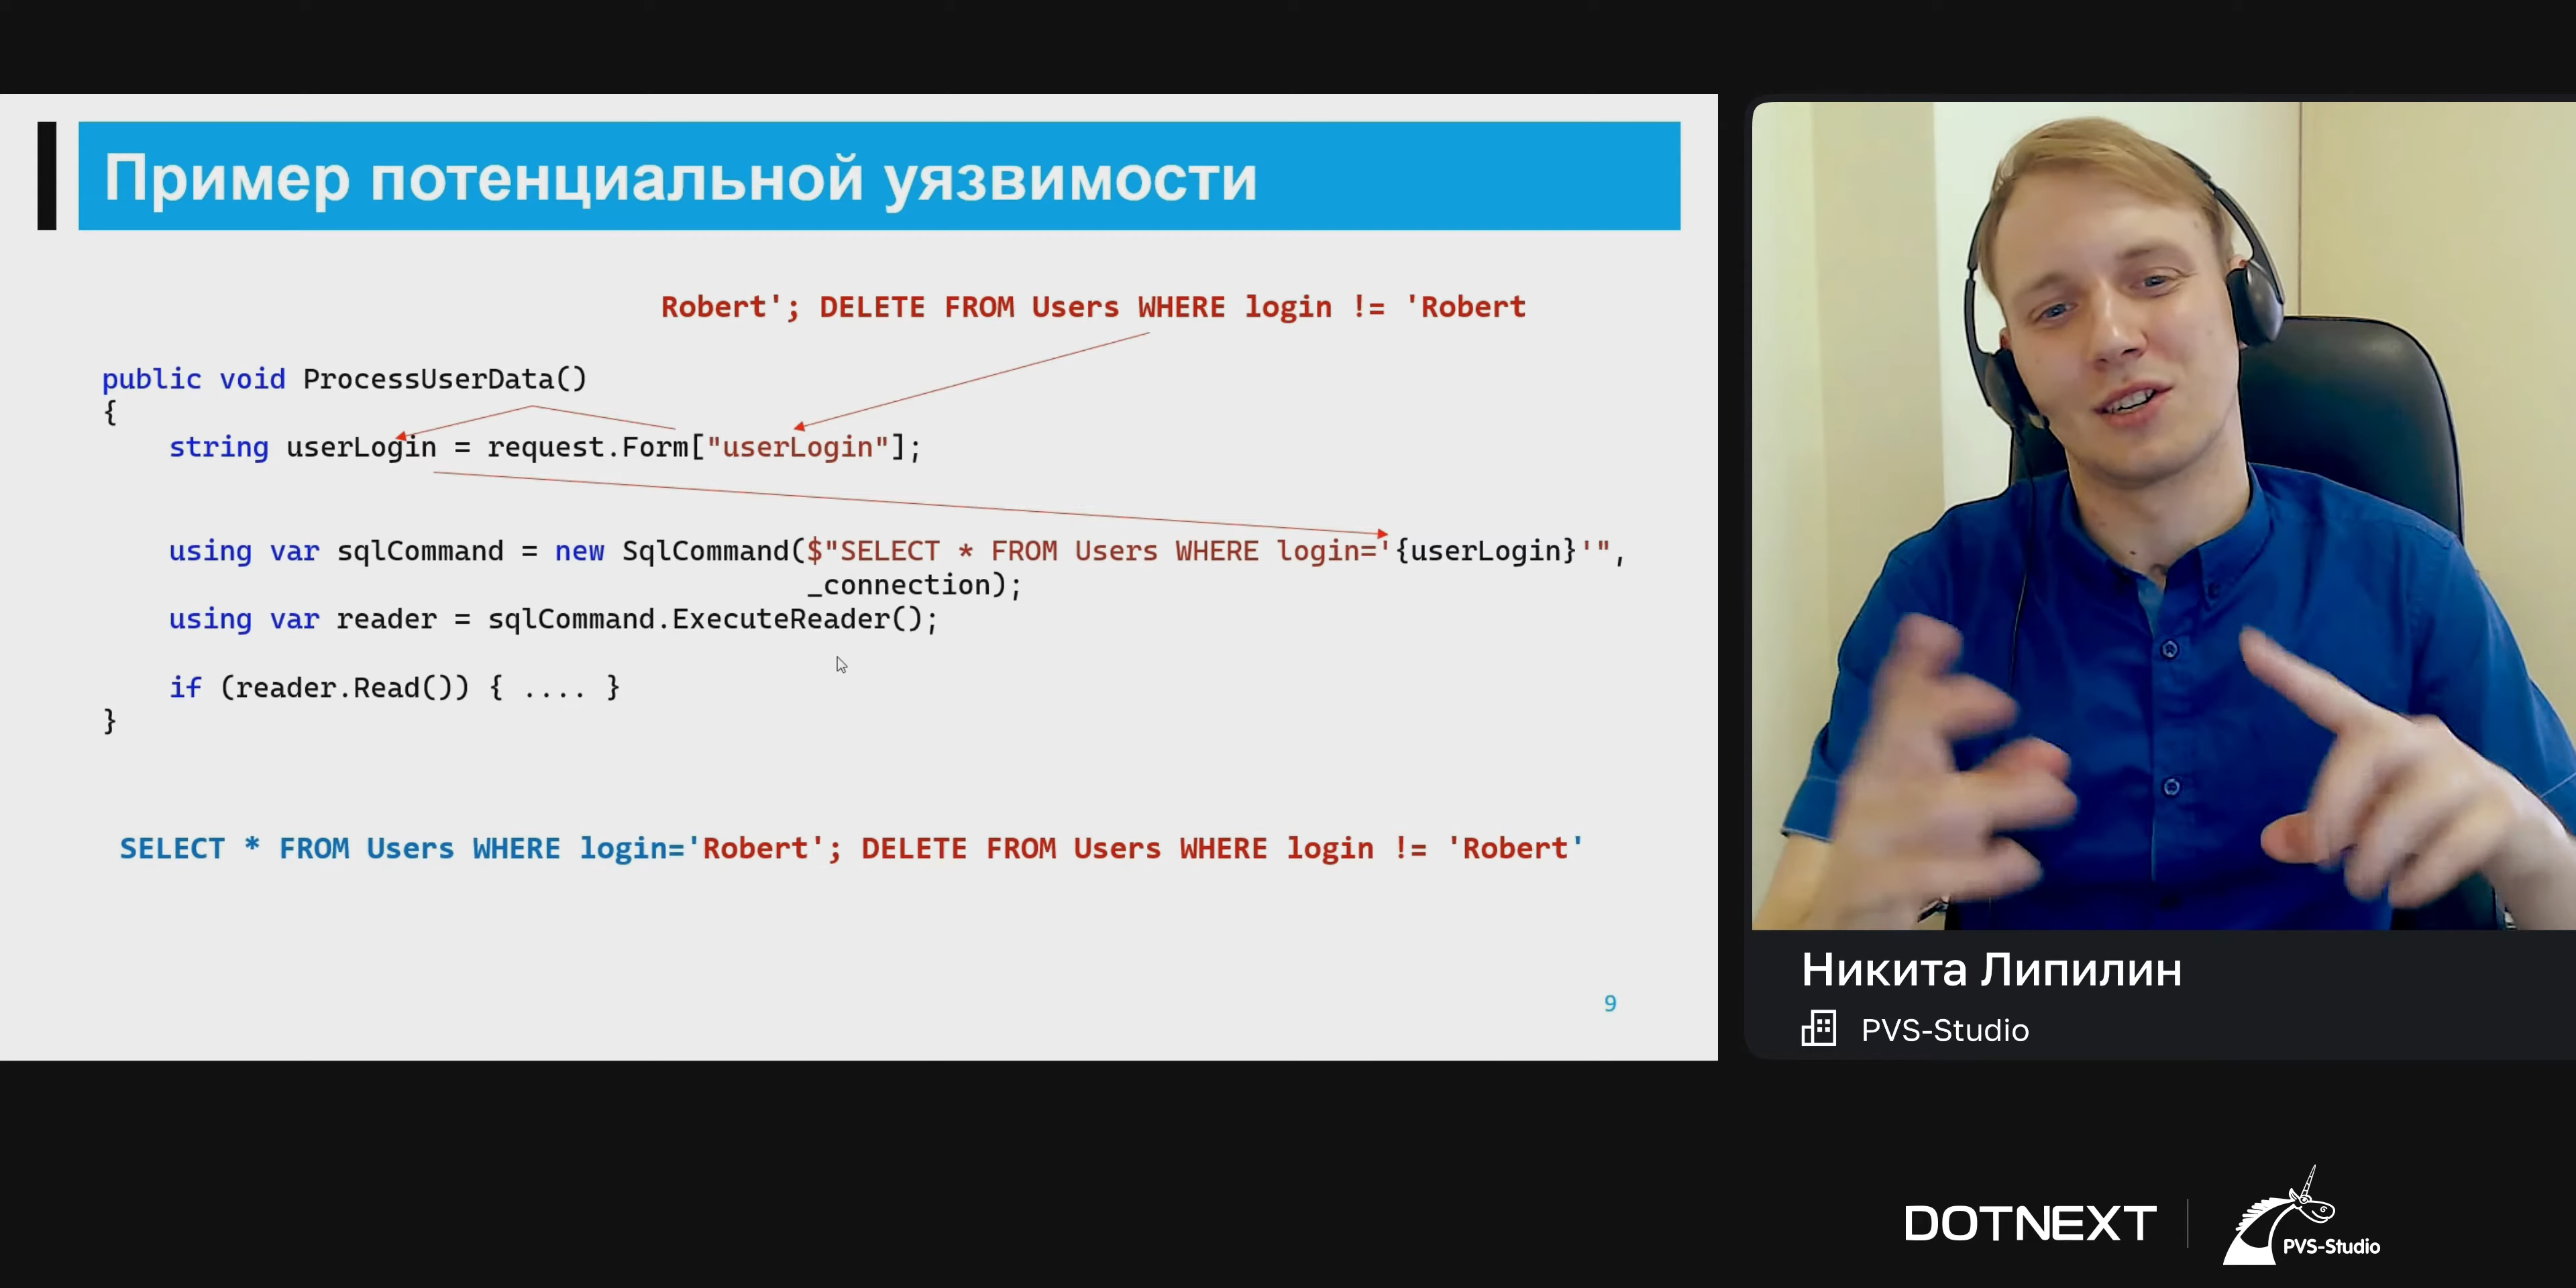 Пример потенциальной уязвимости
Robert'; DELETE FROM Users WHERE login != 'Robert
public void ProcessUserData()
{
string userLogin = request.Form["userLogin"];
using var sqlCommand = new SqlCommand($"SELECT * FROM Users WHERE login='{userLogin}'",
_connection);
using var reader = sqlCommand.ExecuteReader();
if (reader.Read()) { .... }
}
SELECT * FROM Users WHERE login='Robert'; DELETE FROM Users WHERE login != 'Robert'
9
Никита Липилин
PVS-Studio
DOTNEXT
PVS-Studio